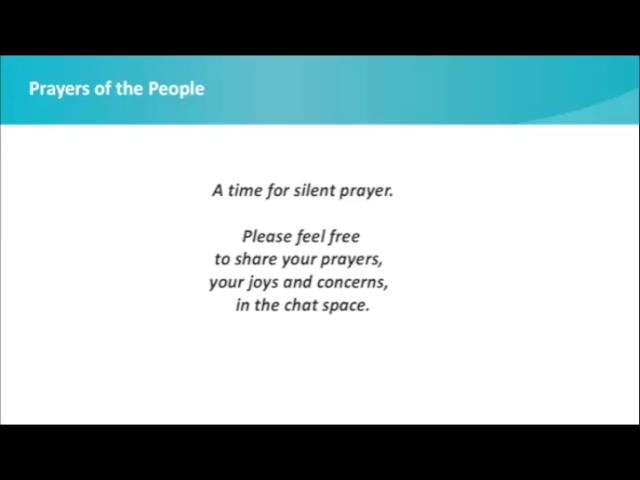 Prayers of the People
A time for silent prayer.
Please feel free
to share your prayers,
your joys and concerns,
in the chat space.